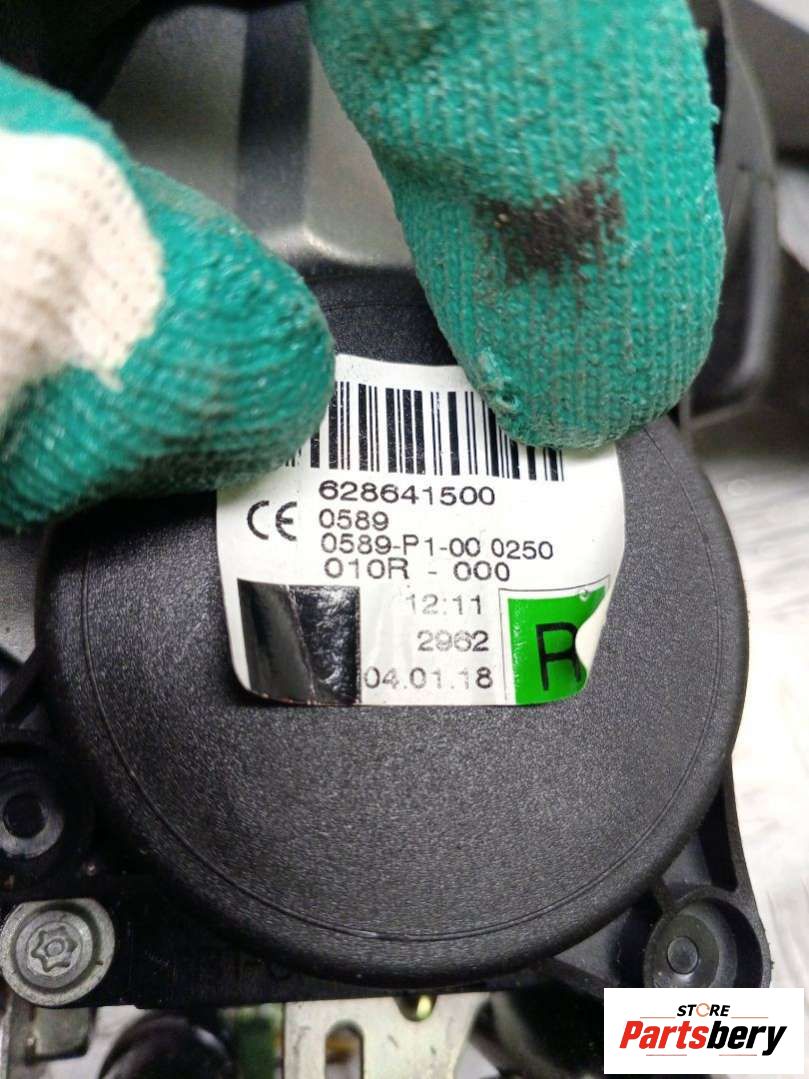 628641500
CE 0589
0589-P1-00 0250
010R - 000
12:11
2962
04.01.18
R
STORE
Partsbery